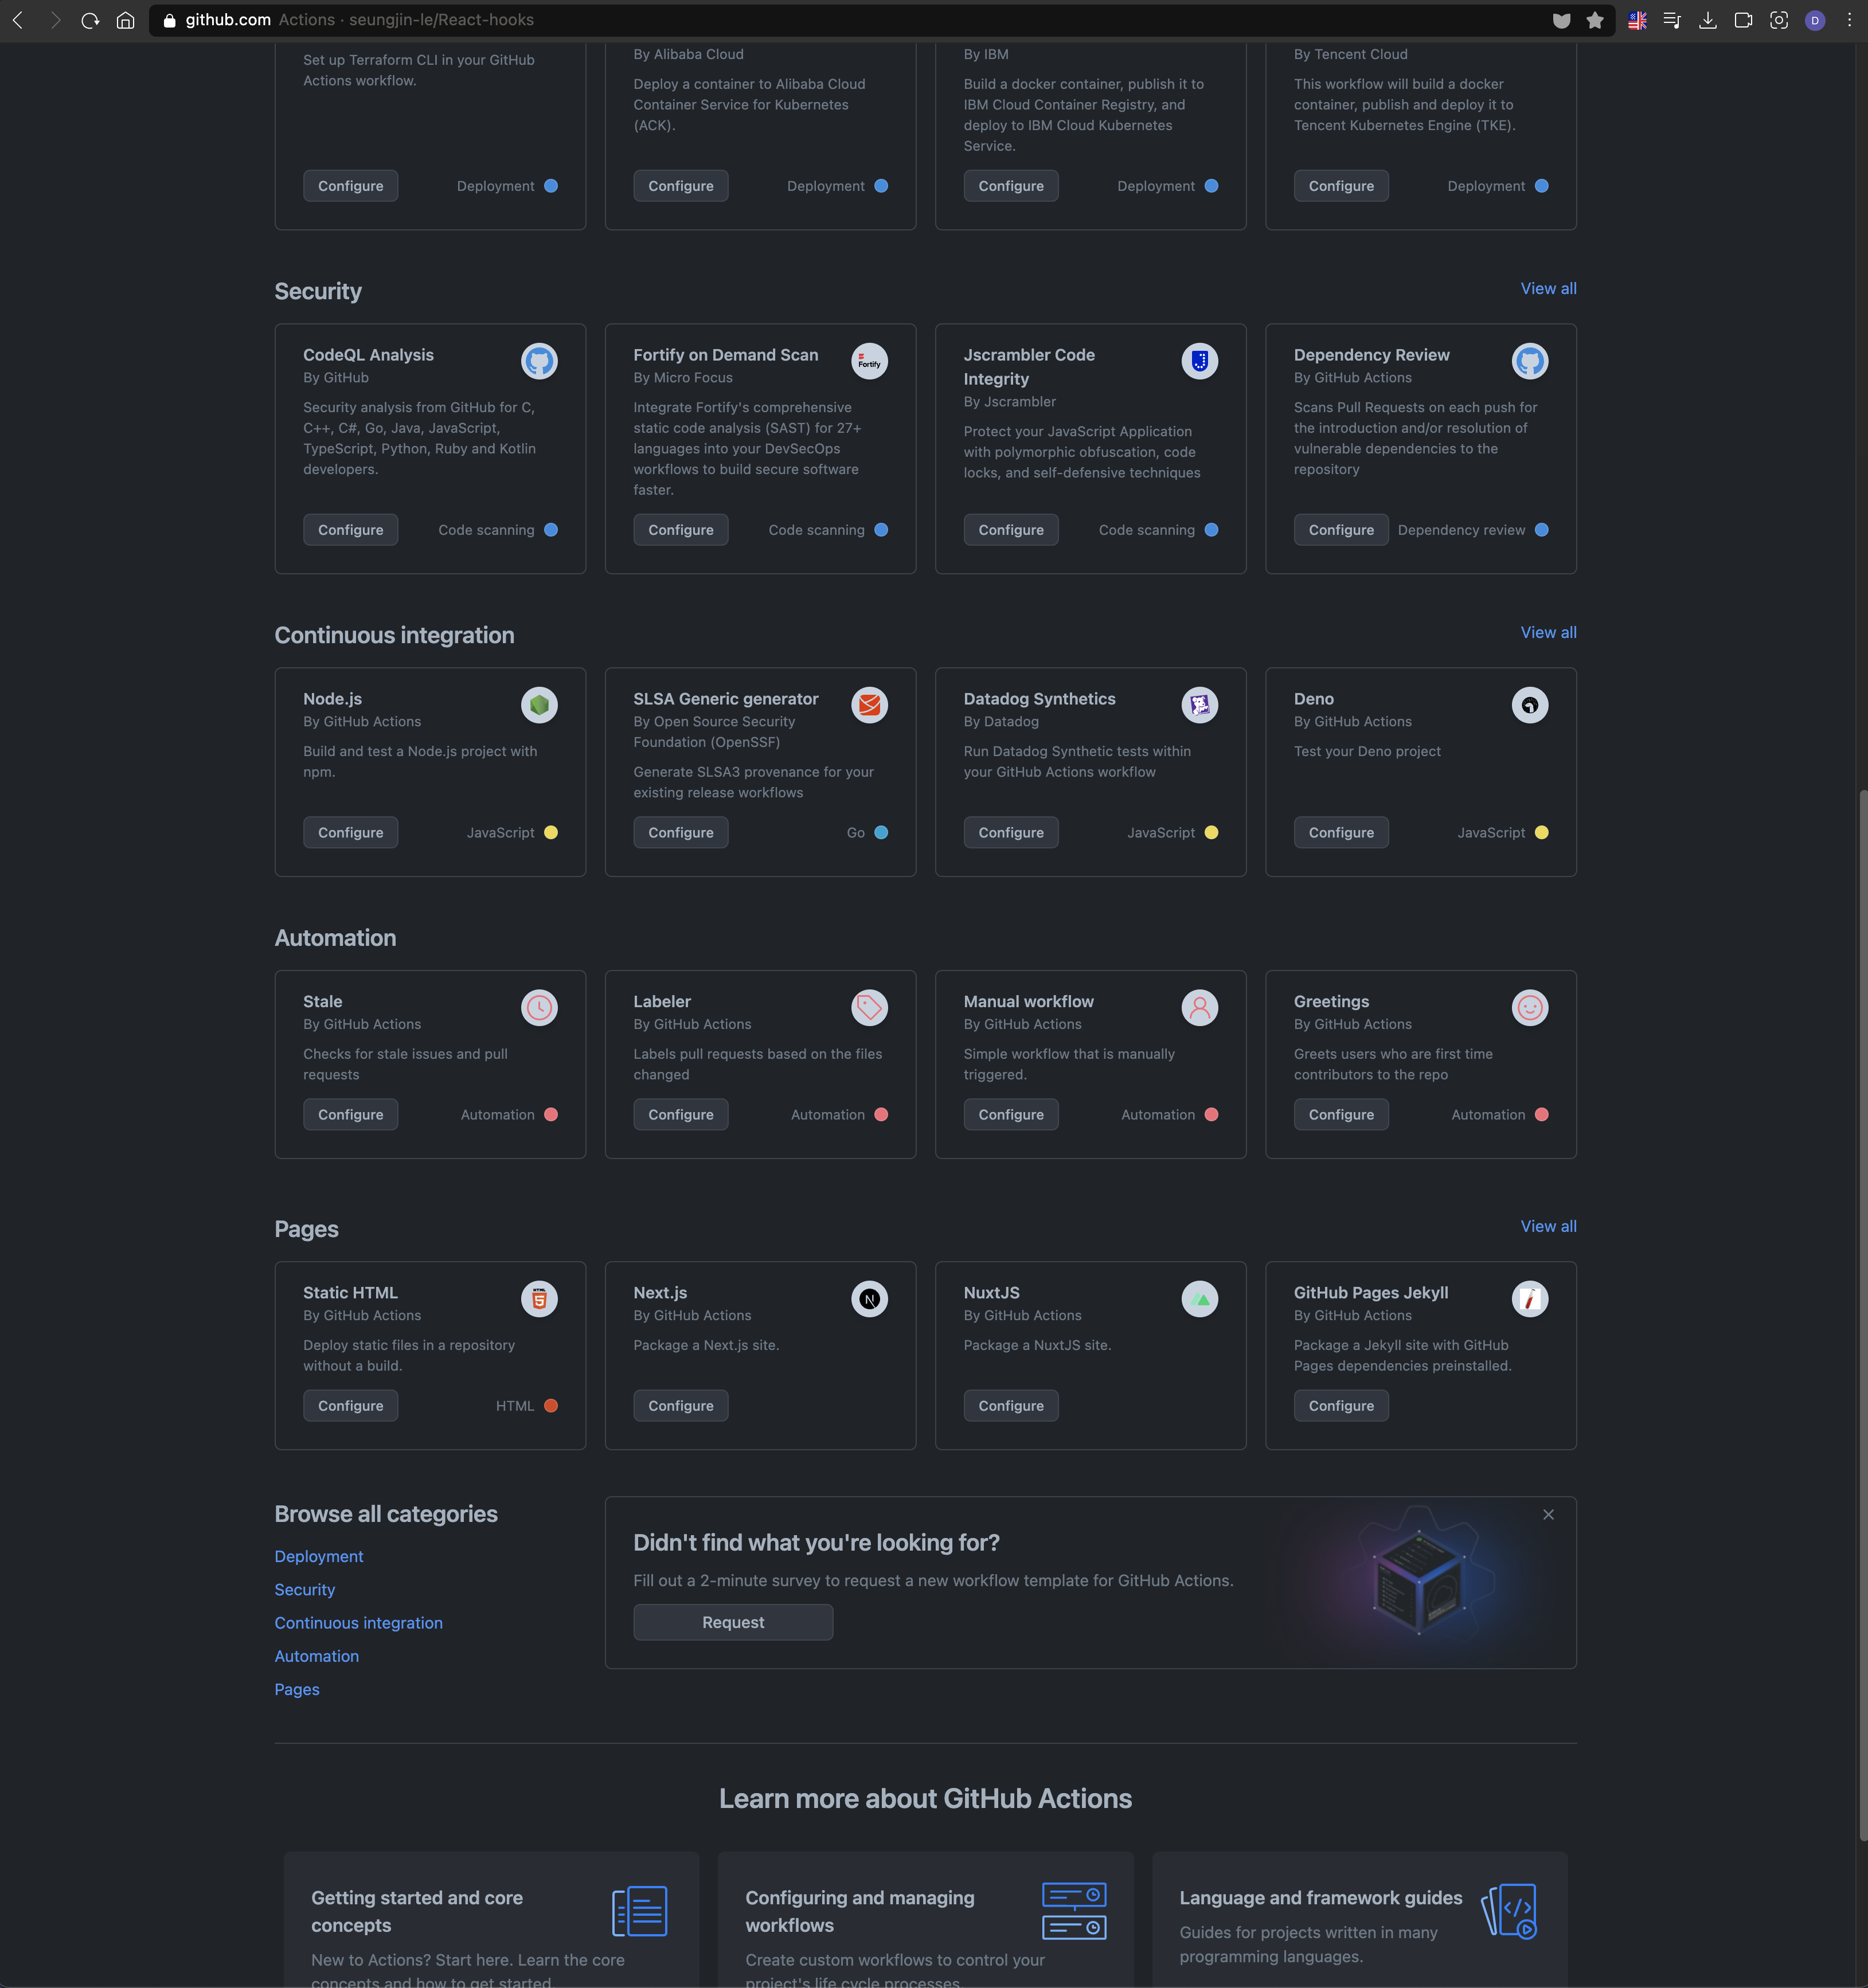 github.com Actions · seungjin-le/React-hooks
D
Set up Terraform CLI in your GitHub
Actions workflow.
Configure
Deployment
By Alibaba Cloud
Deploy a container to Alibaba Cloud
Container Service for Kubernetes
(ACK).
Configure
Deployment
By IBM
Build a docker container, publish it to
IBM Cloud Container Registry, and
deploy to IBM Cloud Kubernetes
Service.
Configure
Deployment
By Tencent Cloud
This workflow will build a docker
container, publish and deploy it to
Tencent Kubernetes Engine (TKE).
Configure
Deployment
Security
View all
CodeQL Analysis
By GitHub
Security analysis from GitHub for C,
C++, C#, Go, Java, JavaScript,
TypeScript, Python, Ruby and Kotlin
developers.
Configure
Code scanning
Fortify on Demand Scan
Fortify
By Micro Focus
Integrate Fortify's comprehensive
static code analysis (SAST) for 27+
languages into your DevSecOps
workflows to build secure software
faster.
Configure
Code scanning
Jscrambler Code
Integrity
By Jscrambler
Protect your JavaScript Application
with polymorphic obfuscation, code
locks, and self-defensive techniques
Configure
Code scanning
Dependency Review
By GitHub Actions
Scans Pull Requests on each push for
the introduction and/or resolution of
vulnerable dependencies to the
repository
Configure
Dependency review
Continuous integration
View all
Node.js
By GitHub Actions
Build and test a Node.js project with
npm.
Configure
JavaScript
SLSA Generic generator
By Open Source Security
Foundation (OpenSSF)
Generate SLSA3 provenance for your
existing release workflows
Configure
Go
Datadog Synthetics
By Datadog
Run Datadog Synthetic tests within
your GitHub Actions workflow
Configure
JavaScript
Deno
By GitHub Actions
Test your Deno project
Configure
JavaScript
Automation
Stale
By GitHub Actions
Checks for stale issues and pull
requests
Configure
Automation
Labeler
By GitHub Actions
Labels pull requests based on the files
changed
Configure
Automation
Manual workflow
By GitHub Actions
Simple workflow that is manually
triggered.
Configure
Automation
Greetings
By GitHub Actions
Greets users who are first time
contributors to the repo
Configure
Automation
Pages
View all
Static HTML
HTML
5
By GitHub Actions
Deploy static files in a repository
without a build.
Configure
HTML
Next.js
N
By GitHub Actions
Package a Next.js site.
Configure
NuxtJS
By GitHub Actions
Package a NuxtJS site.
Configure
GitHub Pages Jekyll
By GitHub Actions
Package a Jekyll site with GitHub
Pages dependencies preinstalled.
Configure
Browse all categories
Deployment
Security
Continuous integration
Automation
Pages
Didn't find what you're looking for?
Fill out a 2-minute survey to request a new workflow template for GitHub Actions.
Request
Learn more about GitHub Actions
Getting started and core
concepts
New to Actions? Start here. Learn the core
concepts and how to get started.
Configuring and managing
workflows
Create custom workflows to control your
project's life cycle processes.
Language and framework guides
Guides for projects written in many
programming languages.